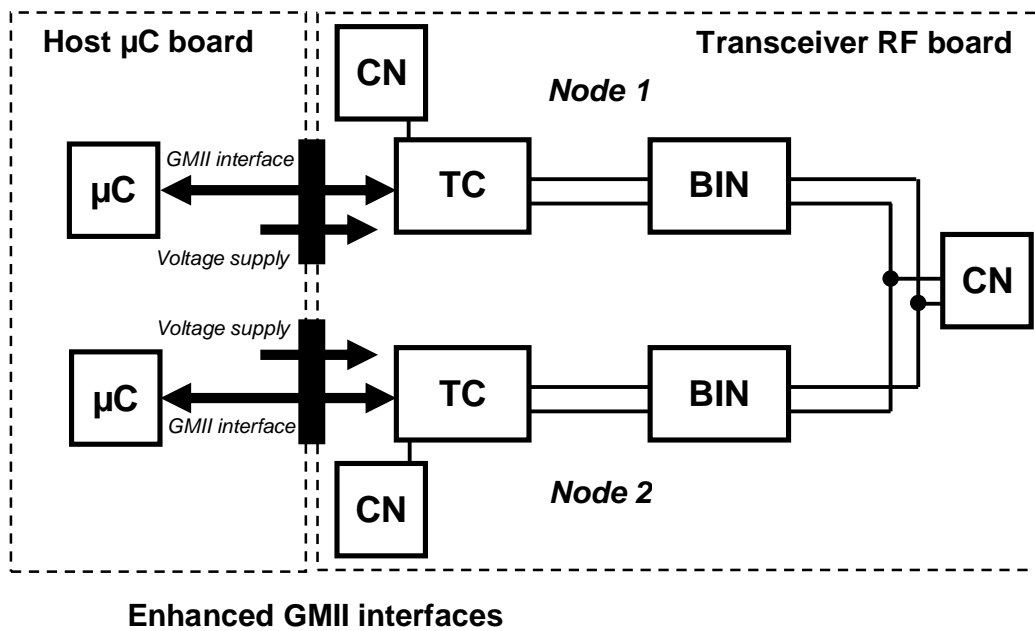 Host µC board
Transceiver RF board
CN
Node 1
GMII interface
µC
TC
BIN
Voltage supply
CN
Voltage supply
µC
TC
BIN
GMII interface
CN
Node 2
Enhanced GMII interfaces